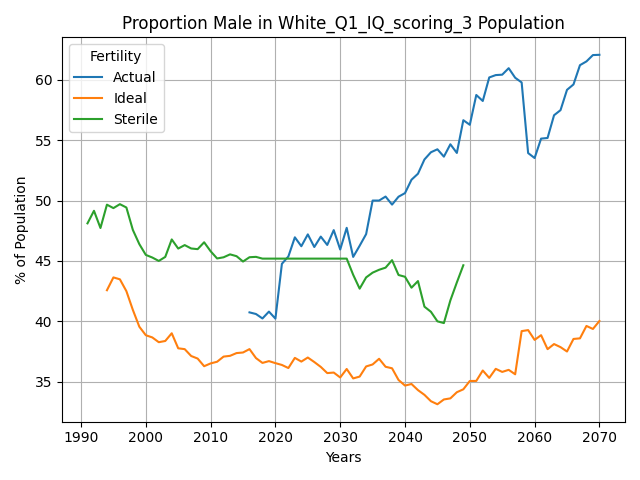 Proportion Male in White_Q1_IQ_scoring_3 Population
Fertility
Actual
Ideal
Sterile
% of Population
60
55
50
45
40
35
1990 2000 2010 2020 2030 2040 2050 2060 2070
Years